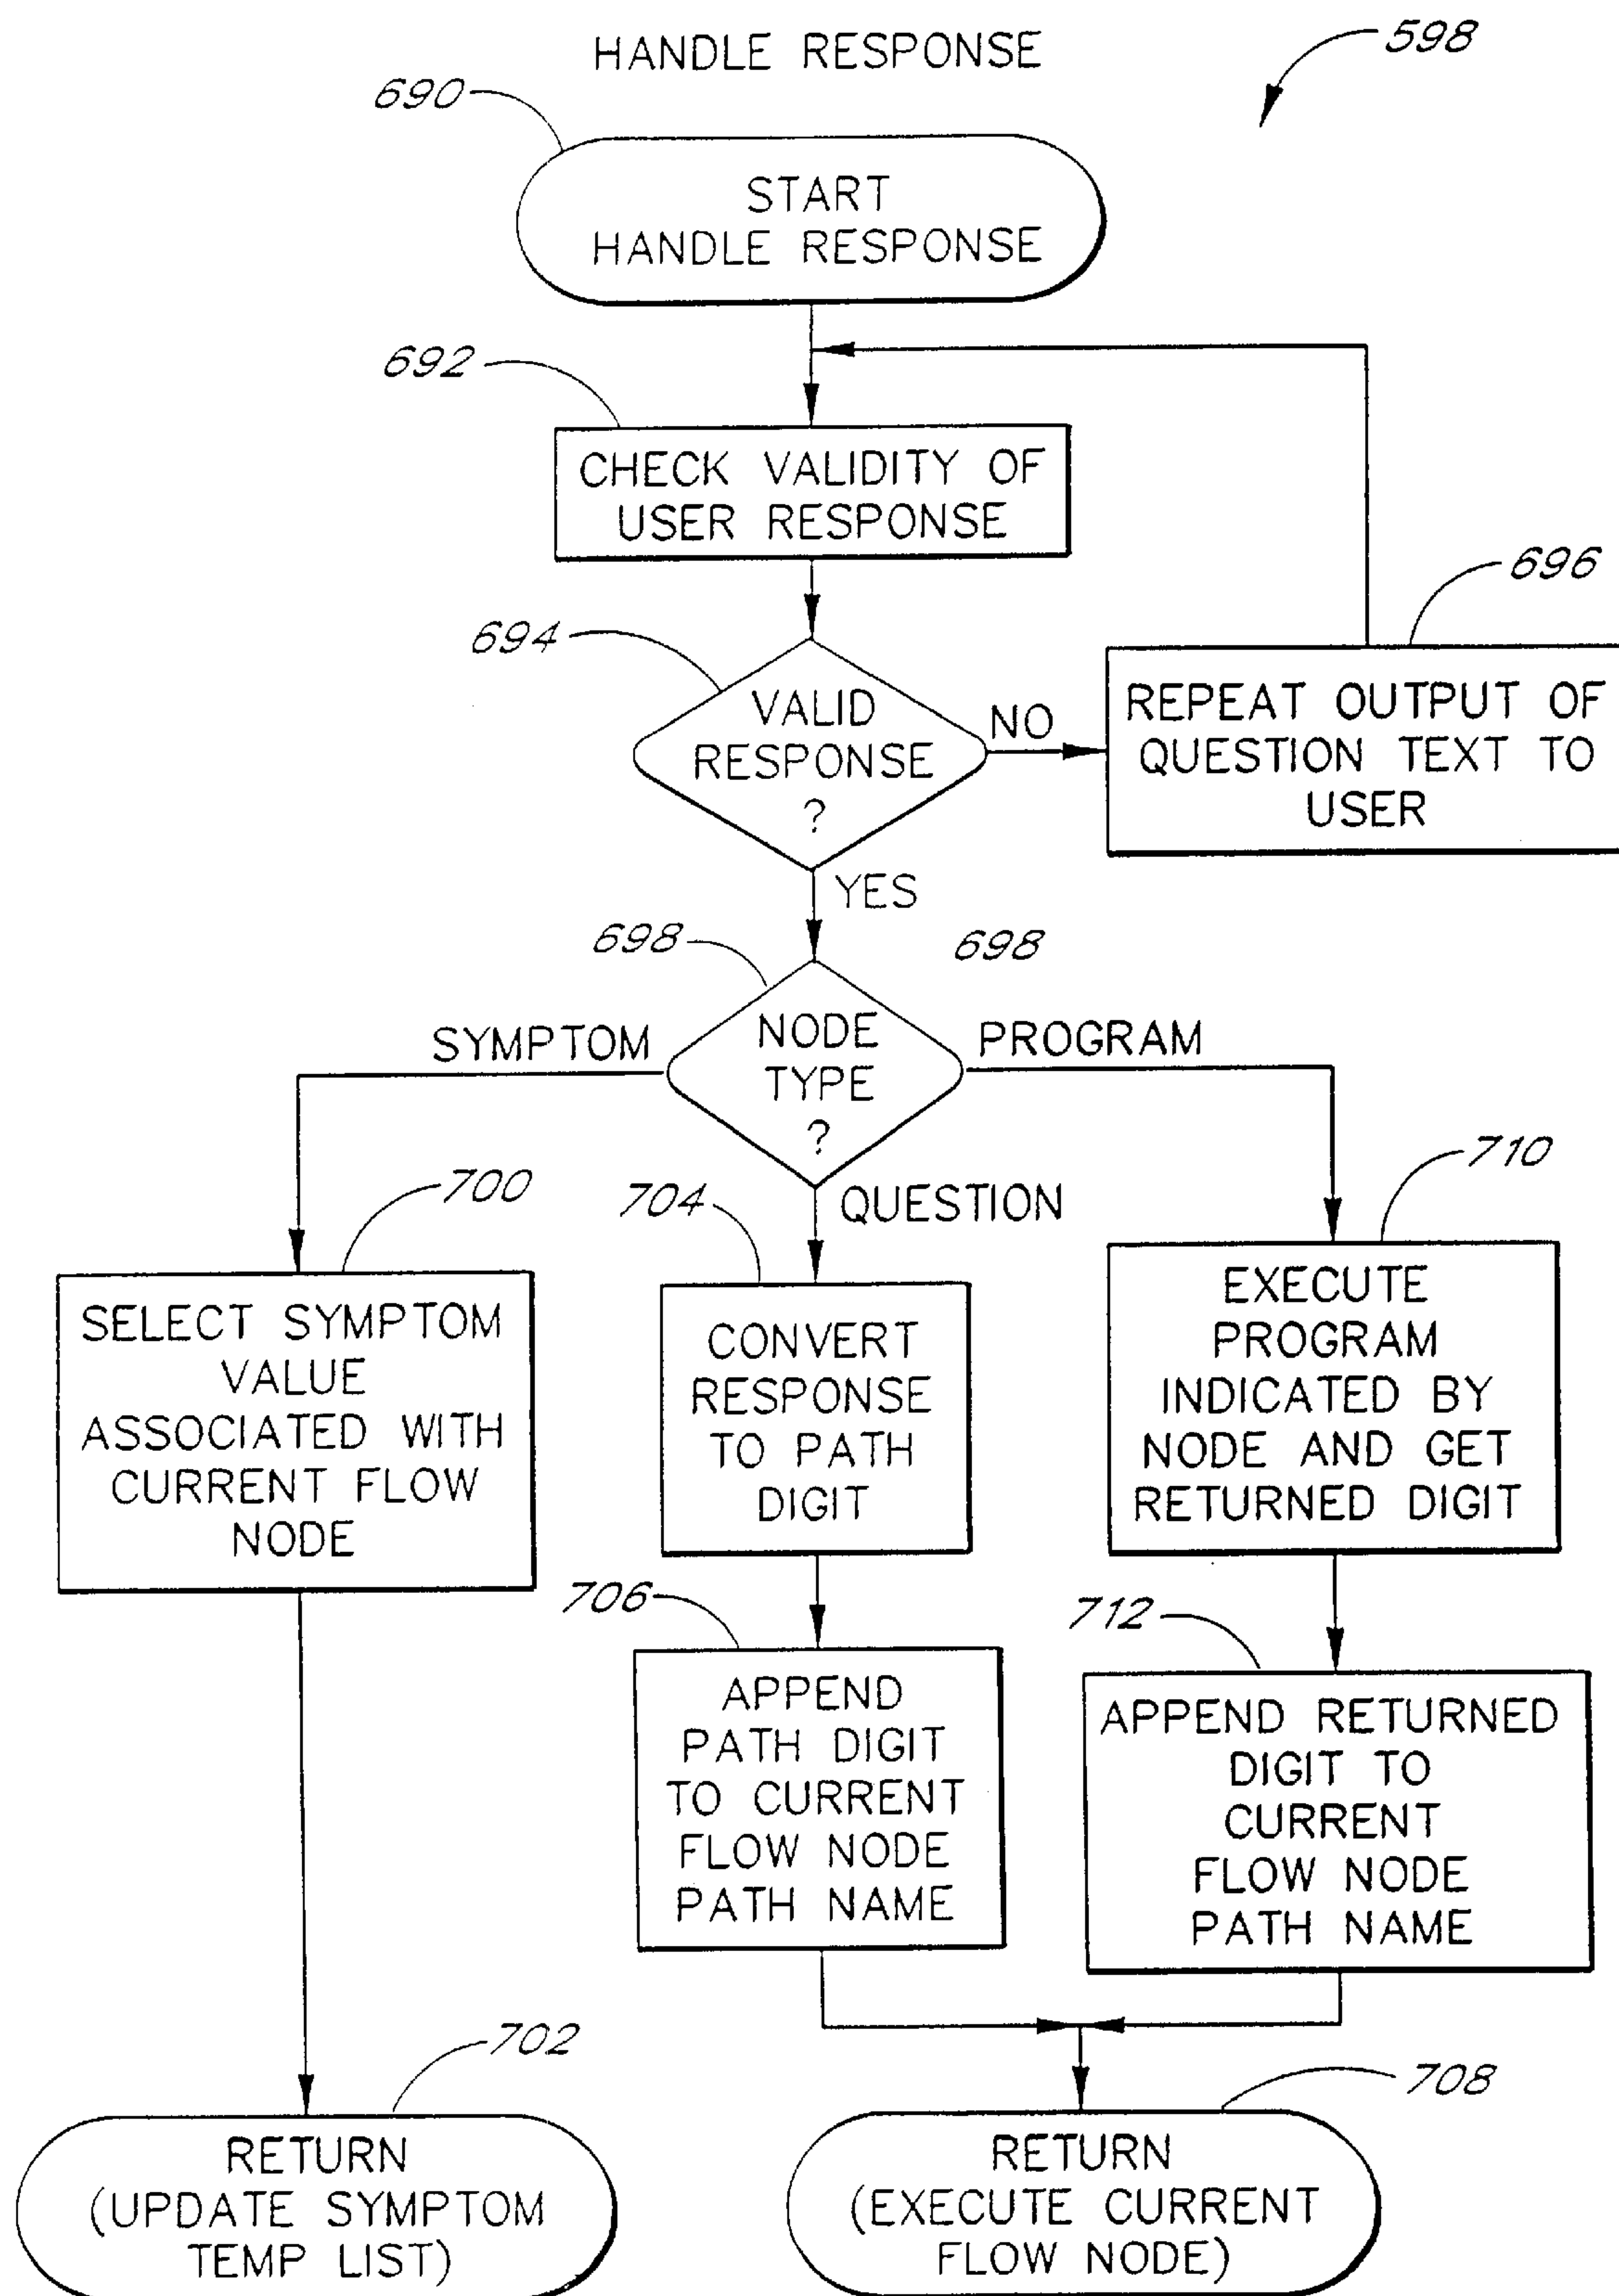 HANDLE RESPONSE
598
690
START
HANDLE RESPONSE
692
CHECK VALIDITY OF
USER RESPONSE
696
694
VALID
RESPONSE
?
NO
REPEAT OUTPUT OF
QUESTION TEXT TO
USER
YES
698
698
NODE
TYPE
?
SYMPTOM
PROGRAM
QUESTION
700
704
710
SELECT SYMPTOM
VALUE
ASSOCIATED WITH
CURRENT FLOW
NODE
CONVERT
RESPONSE
TO PATH
DIGIT
EXECUTE
PROGRAM
INDICATED BY
NODE AND GET
RETURNED DIGIT
706
712
APPEND
PATH DIGIT
TO CURRENT
FLOW NODE
PATH NAME
APPEND RETURNED
DIGIT TO
CURRENT
FLOW NODE
PATH NAME
702
708
RETURN
(UPDATE SYMPTOM
TEMP LIST)
RETURN
(EXECUTE CURRENT
FLOW NODE)